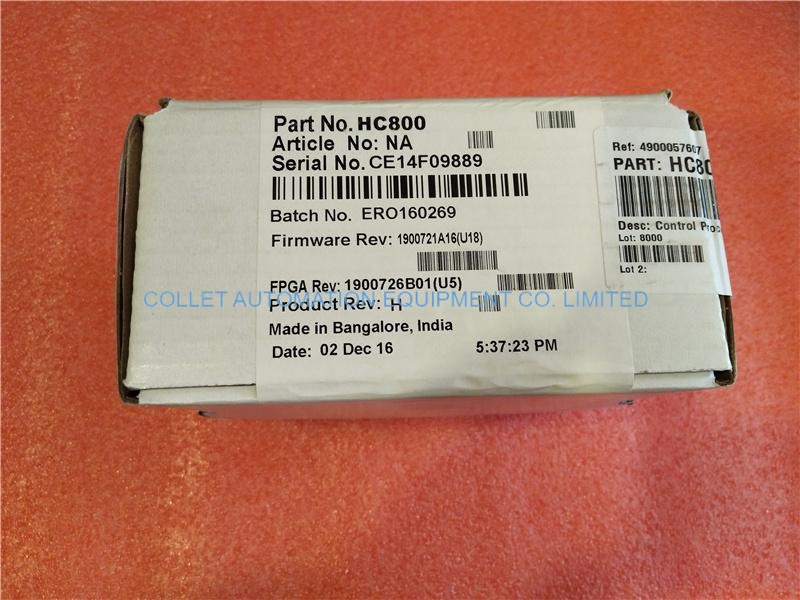 Part No. HC800
Article No: NA
Serial No. CE14F09889
Batch No. ERO160269
Firmware Rev: 1900721A16(U18)
FPGA Rev: 1900726B01(U5)
Product Rev: H
Made in Bangalore, India
Date: 02 Dec 16 5:37:23 PM
Ref: 4900057607
PART: HC80
Desc: Control Proc
Lot: 8000
Lot 2:
COLLET AUTOMATION EQUIPMENT CO. LIMITED